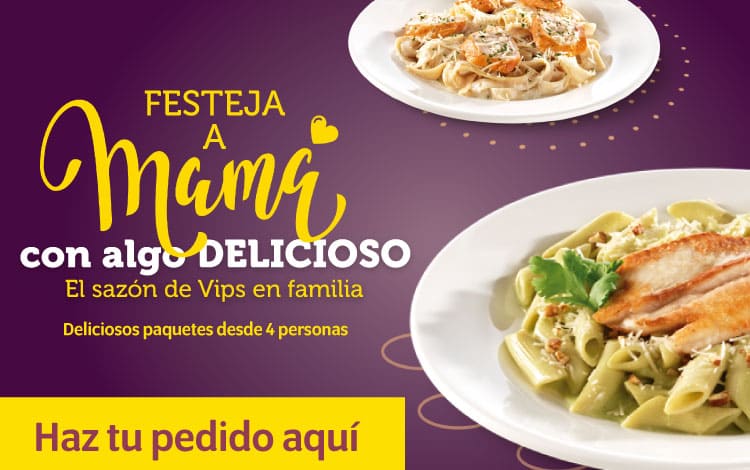 FESTEJA
A
Mamá
con algo DELICIOSO
El sazón de Vips en familia
Deliciosos paquetes desde 4 personas
Haz tu pedido aquí